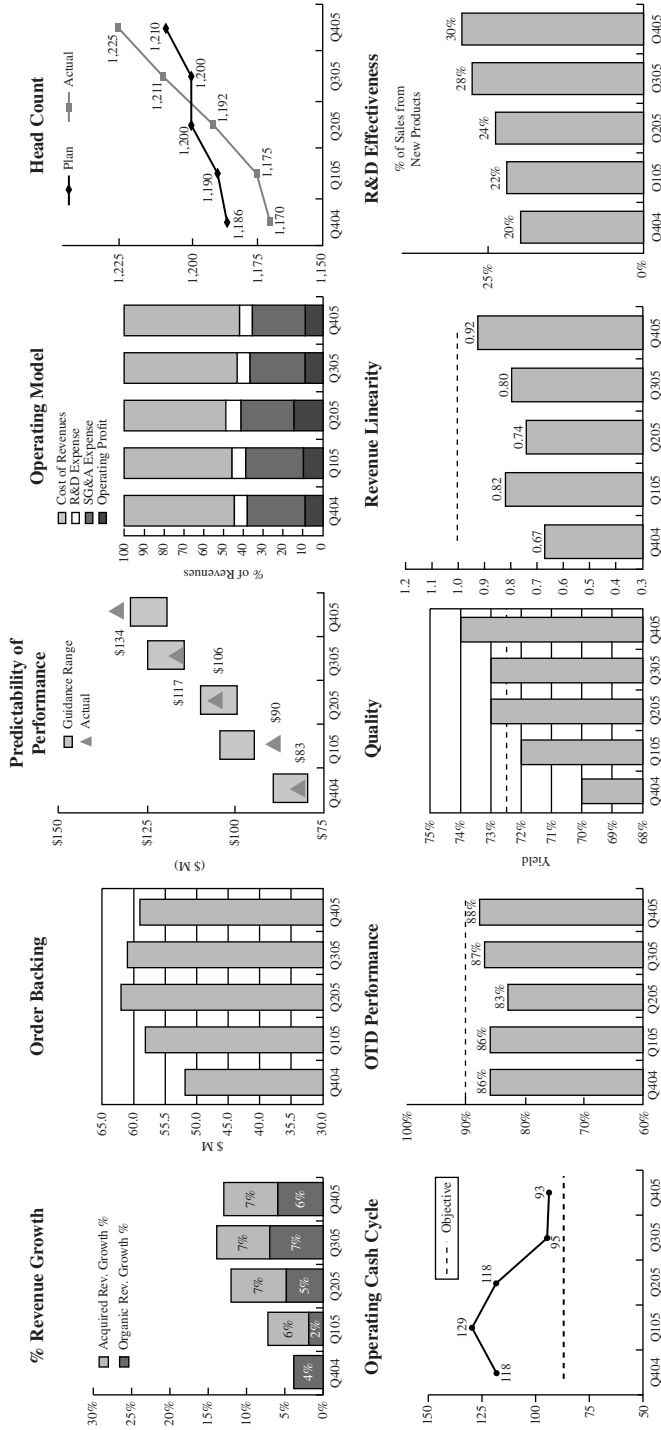 % Revenue Growth
Acquired Rev. Growth %
Organic Rev. Growth %
30%
25%
20%
15%
10%
5%
0%
4%
6%
2%
7%
5%
7%
7%
7%
6%
Q404 Q105 Q205 Q305 Q405
Order Backing
65.0
60.0
55.0
50.0
45.0
40.0
35.0
30.0
$ M
Q404 Q105 Q205 Q305 Q405
Predictability of
Performance
Guidance Range
Actual
$150
$125
$100
$75
($ M)
$83
$90
$106
$117
$134
Q404 Q105 Q205 Q305 Q405
Operating Model
Cost of Revenues
R&D Expense
SG&A Expense
Operating Profit
100
90
80
70
60
50
40
30
20
10
0
% of Revenues
Q404 Q105 Q205 Q305 Q405
Head Count
Plan Actual
1,225
1,200
1,175
1,150
1,186
1,190
1,200
1,200
1,210
1,170
1,175
1,192
1,211
1,225
Q404 Q105 Q205 Q305 Q405
Operating Cash Cycle
Objective
150
125
100
75
50
118
129
118
95
93
Q404 Q105 Q205 Q305 Q405
OTD Performance
100%
90%
80%
70%
60%
86%
86%
83%
87%
88%
Q404 Q105 Q205 Q305 Q405
Quality
75%
74%
73%
72%
71%
70%
69%
68%
Yield
Q404 Q105 Q205 Q305 Q405
Revenue Linearity
1.2
1.1
1.0
0.9
0.8
0.7
0.6
0.5
0.4
0.3
0.67
0.82
0.74
0.80
0.92
Q404 Q105 Q205 Q305 Q405
R&D Effectiveness
% of Sales from
New Products
25%
0%
20%
22%
24%
28%
30%
Q404 Q105 Q205 Q305 Q405